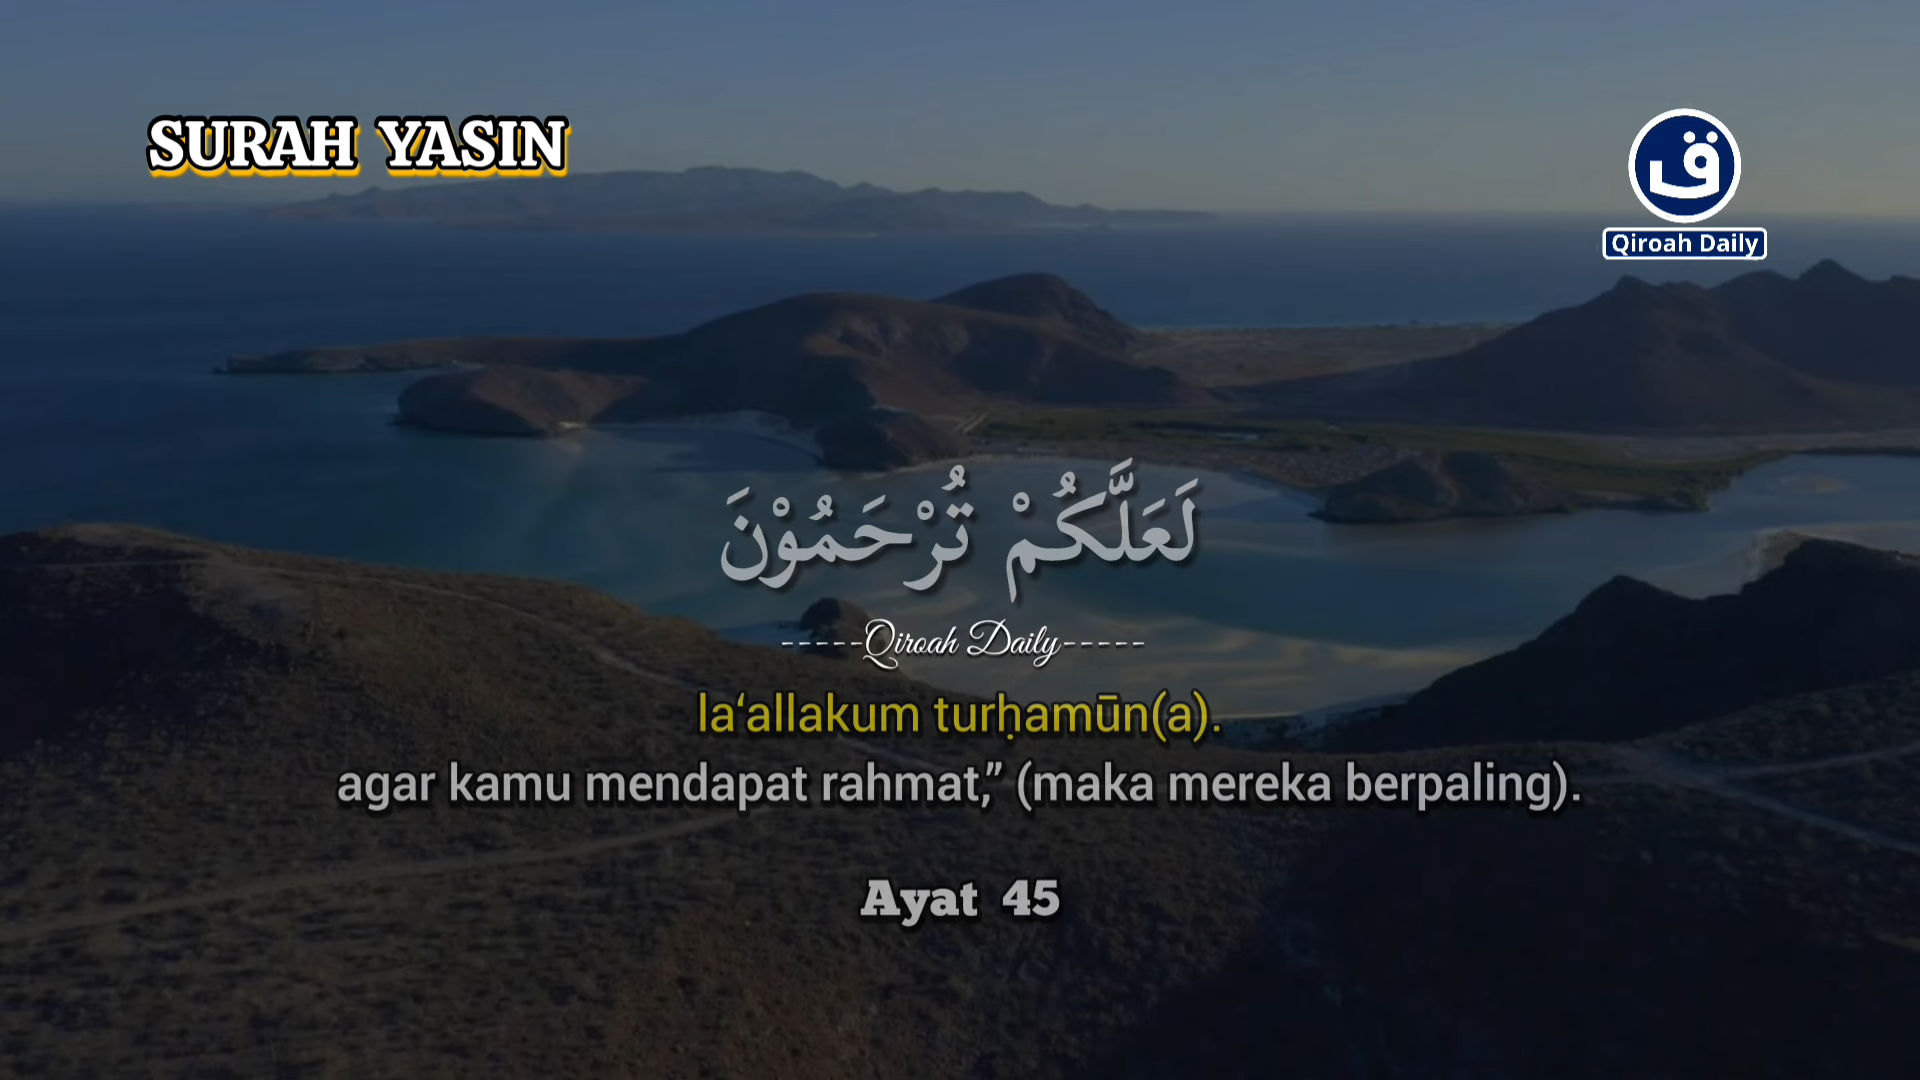 SURAH YASIN
ق
Qiroah Daily
لَعَلَّكُمْ تُرْحَمُوْنَ
-----Qiroah Daily-----
la‘allakum turḥamūn(a).
agar kamu mendapat rahmat,” (maka mereka berpaling).
Ayat 45